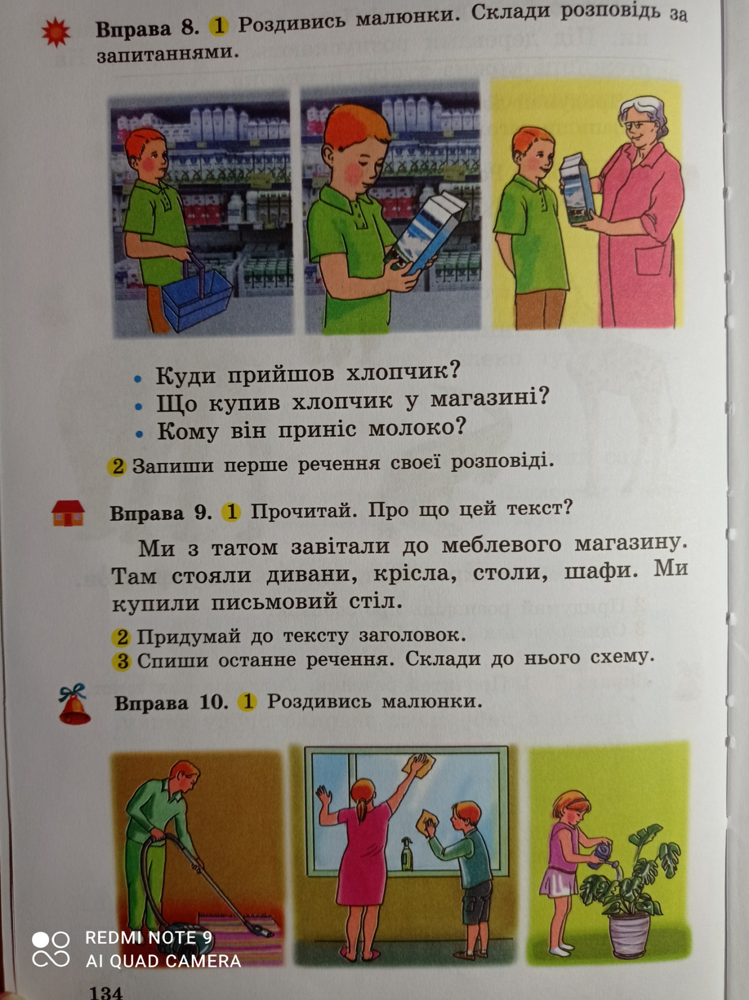 Вправа 8. 1 Роздивись малюнки. Склади розповідь за
запитаннями.
• Куди прийшов хлопчик?
• Що купив хлопчик у магазині?
• Кому він приніс молоко?
2 Запиши перше речення своєї розповіді.
Вправа 9. 1 Прочитай. Про що цей текст?
Ми з татом завітали до меблевого магазину.
Там стояли дивани, крісла, столи, шафи. Ми
купили письмовий стіл.
2 Придумай до тексту заголовок.
3 Спиши останнє речення. Склади до нього схему.
Вправа 10. 1 Роздивись малюнки.
REDMI NOTE 9
AI QUAD CAMERA
134